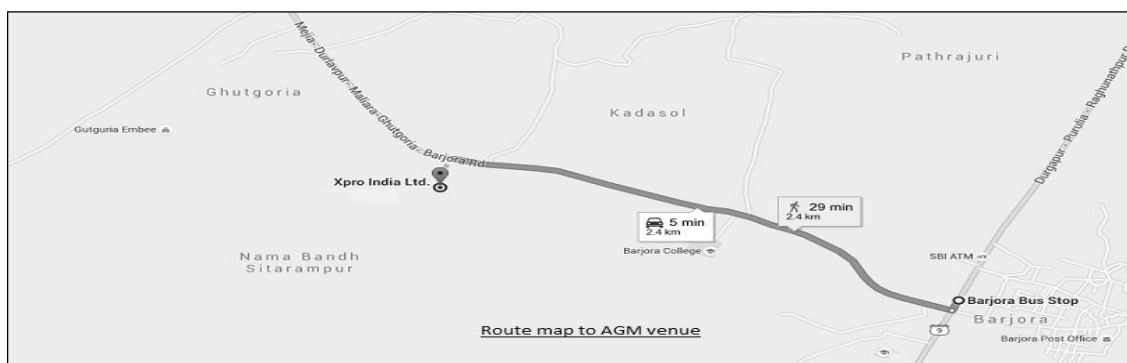 Pathrajuri
Ghutgoria
Mejia-Durlavpur-Maliara-Ghutgoria-Barjora Rd
Durgapur - Purulia - Raghunathpur
Kadasol
Gutguria Embee
Xpro India Ltd.
29 min
2.4 km
5 min
2.4 km
Barjora College
Nama Bandh
Sitarampur
SBI ATM
Barjora Bus Stop
Barjora
Route map to AGM venue
9
Barjora Post Office